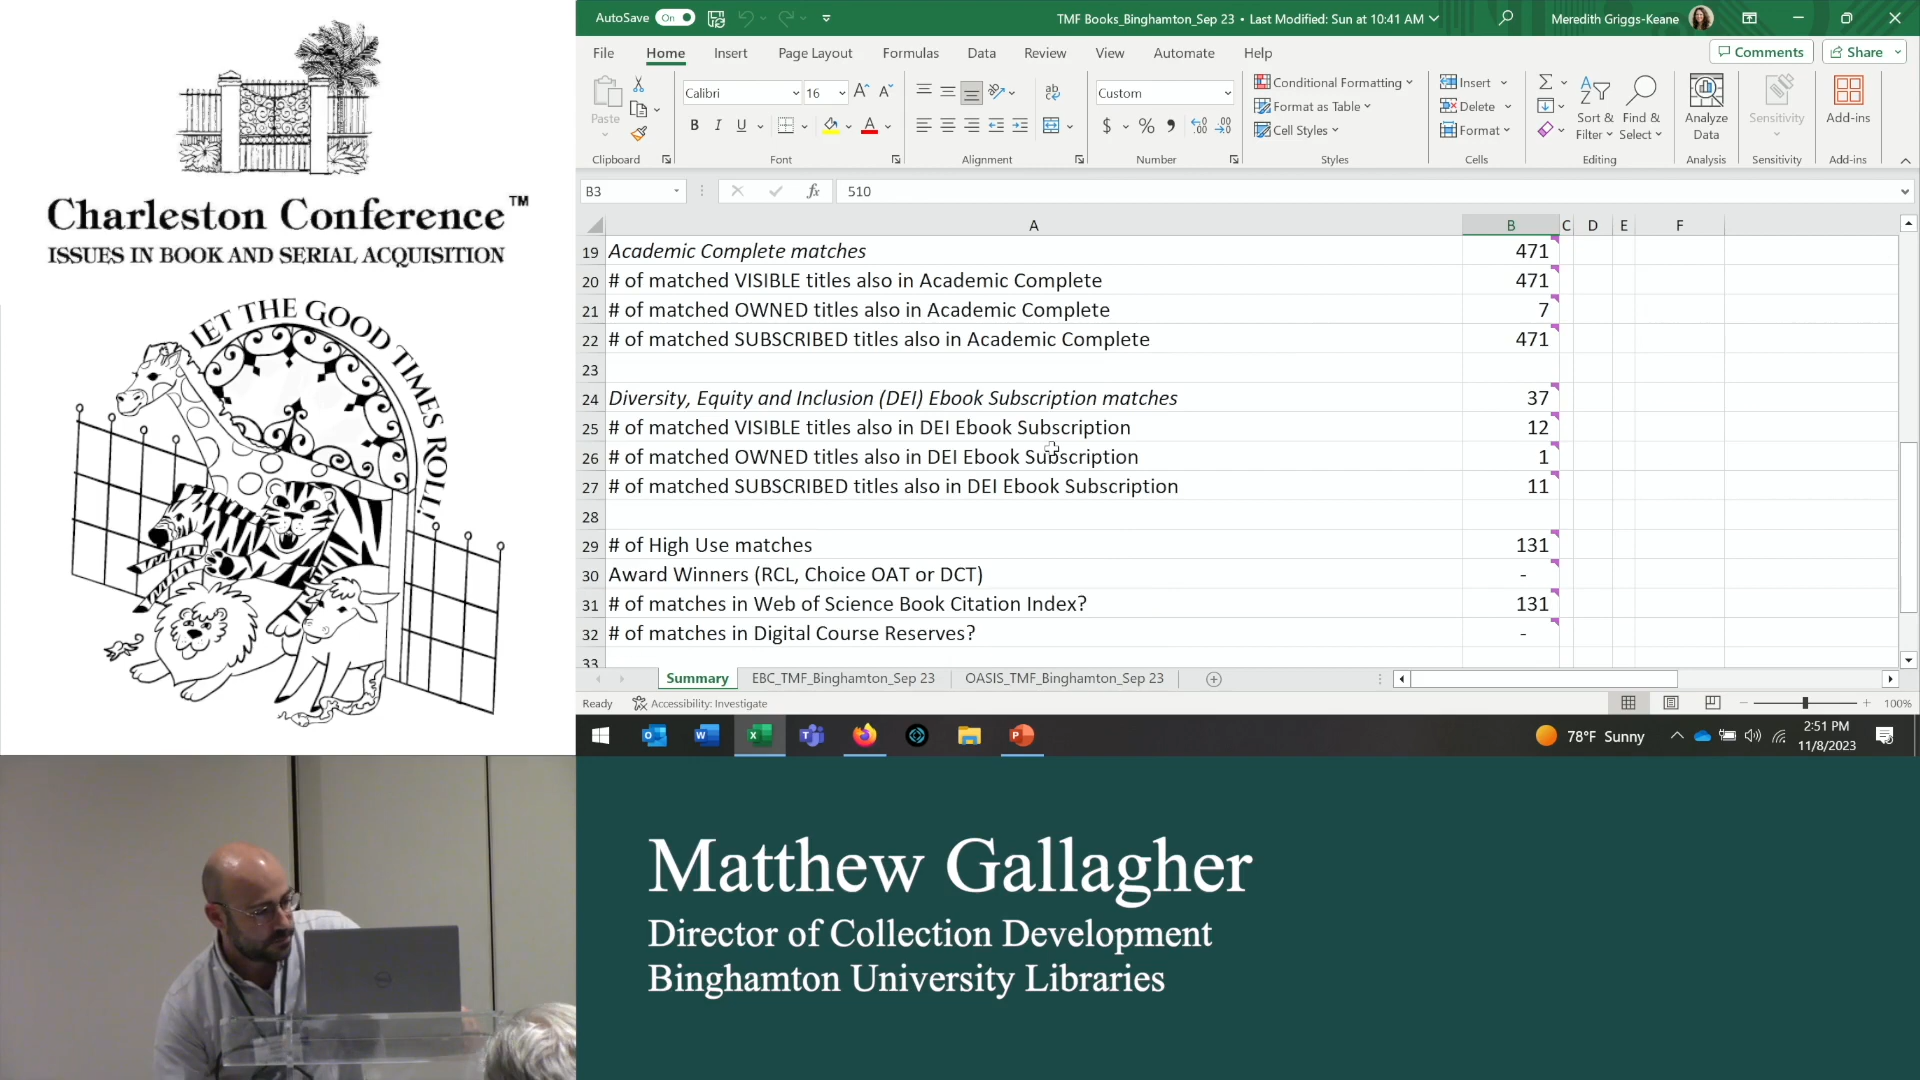 Charleston Conference™
ISSUES IN BOOK AND SERIAL ACQUISITION
LET THE GOOD TIMES ROLL!
AutoSave On
TMF Books_Binghamton_Sep 23 • Last Modified: Sun at 10:41 AM
Meredith Griggs-Keane
File Home Insert Page Layout Formulas Data Review View Automate Help
Comments Share
Paste
Calibri 16
B I U
Custom
$ % ,
Conditional Formatting
Format as Table
Cell Styles
Insert
Delete
Format
Sort & Filter
Find & Select
Analyze Data
Sensitivity
Add-ins
Clipboard Font Alignment Number Styles Cells Editing Analysis Sensitivity Add-ins
B3 fx 510
A B C D E F
19 Academic Complete matches 471
20 # of matched VISIBLE titles also in Academic Complete 471
21 # of matched OWNED titles also in Academic Complete 7
22 # of matched SUBSCRIBED titles also in Academic Complete 471
23
24 Diversity, Equity and Inclusion (DEI) Ebook Subscription matches 37
25 # of matched VISIBLE titles also in DEI Ebook Subscription 12
26 # of matched OWNED titles also in DEI Ebook Subscription 1
27 # of matched SUBSCRIBED titles also in DEI Ebook Subscription 11
28
29 # of High Use matches 131
30 Award Winners (RCL, Choice OAT or DCT) -
31 # of matches in Web of Science Book Citation Index? 131
32 # of matches in Digital Course Reserves? -
33
Summary EBC_TMF_Binghamton_Sep 23 OASIS_TMF_Binghamton_Sep 23
Ready Accessibility: Investigate 100%
78°F Sunny
2:51 PM
11/8/2023
Matthew Gallagher
Director of Collection Development
Binghamton University Libraries